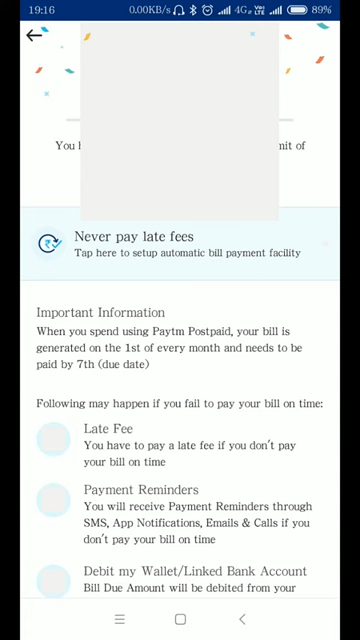 19:16 0.00KB/s 4G VoLTE 89%
You
mit of
Never pay late fees
Tap here to setup automatic bill payment facility
Important Information
When you spend using Paytm Postpaid, your bill is
generated on the 1st of every month and needs to be
paid by 7th (due date)
Following may happen if you fail to pay your bill on time:
Late Fee
You have to pay a late fee if you don't pay
your bill on time
Payment Reminders
You will receive Payment Reminders through
SMS, App Notifications, Emails & Calls if you
don't pay your bill on time
Debit my Wallet/Linked Bank Account
Bill Due Amount will be debited from your